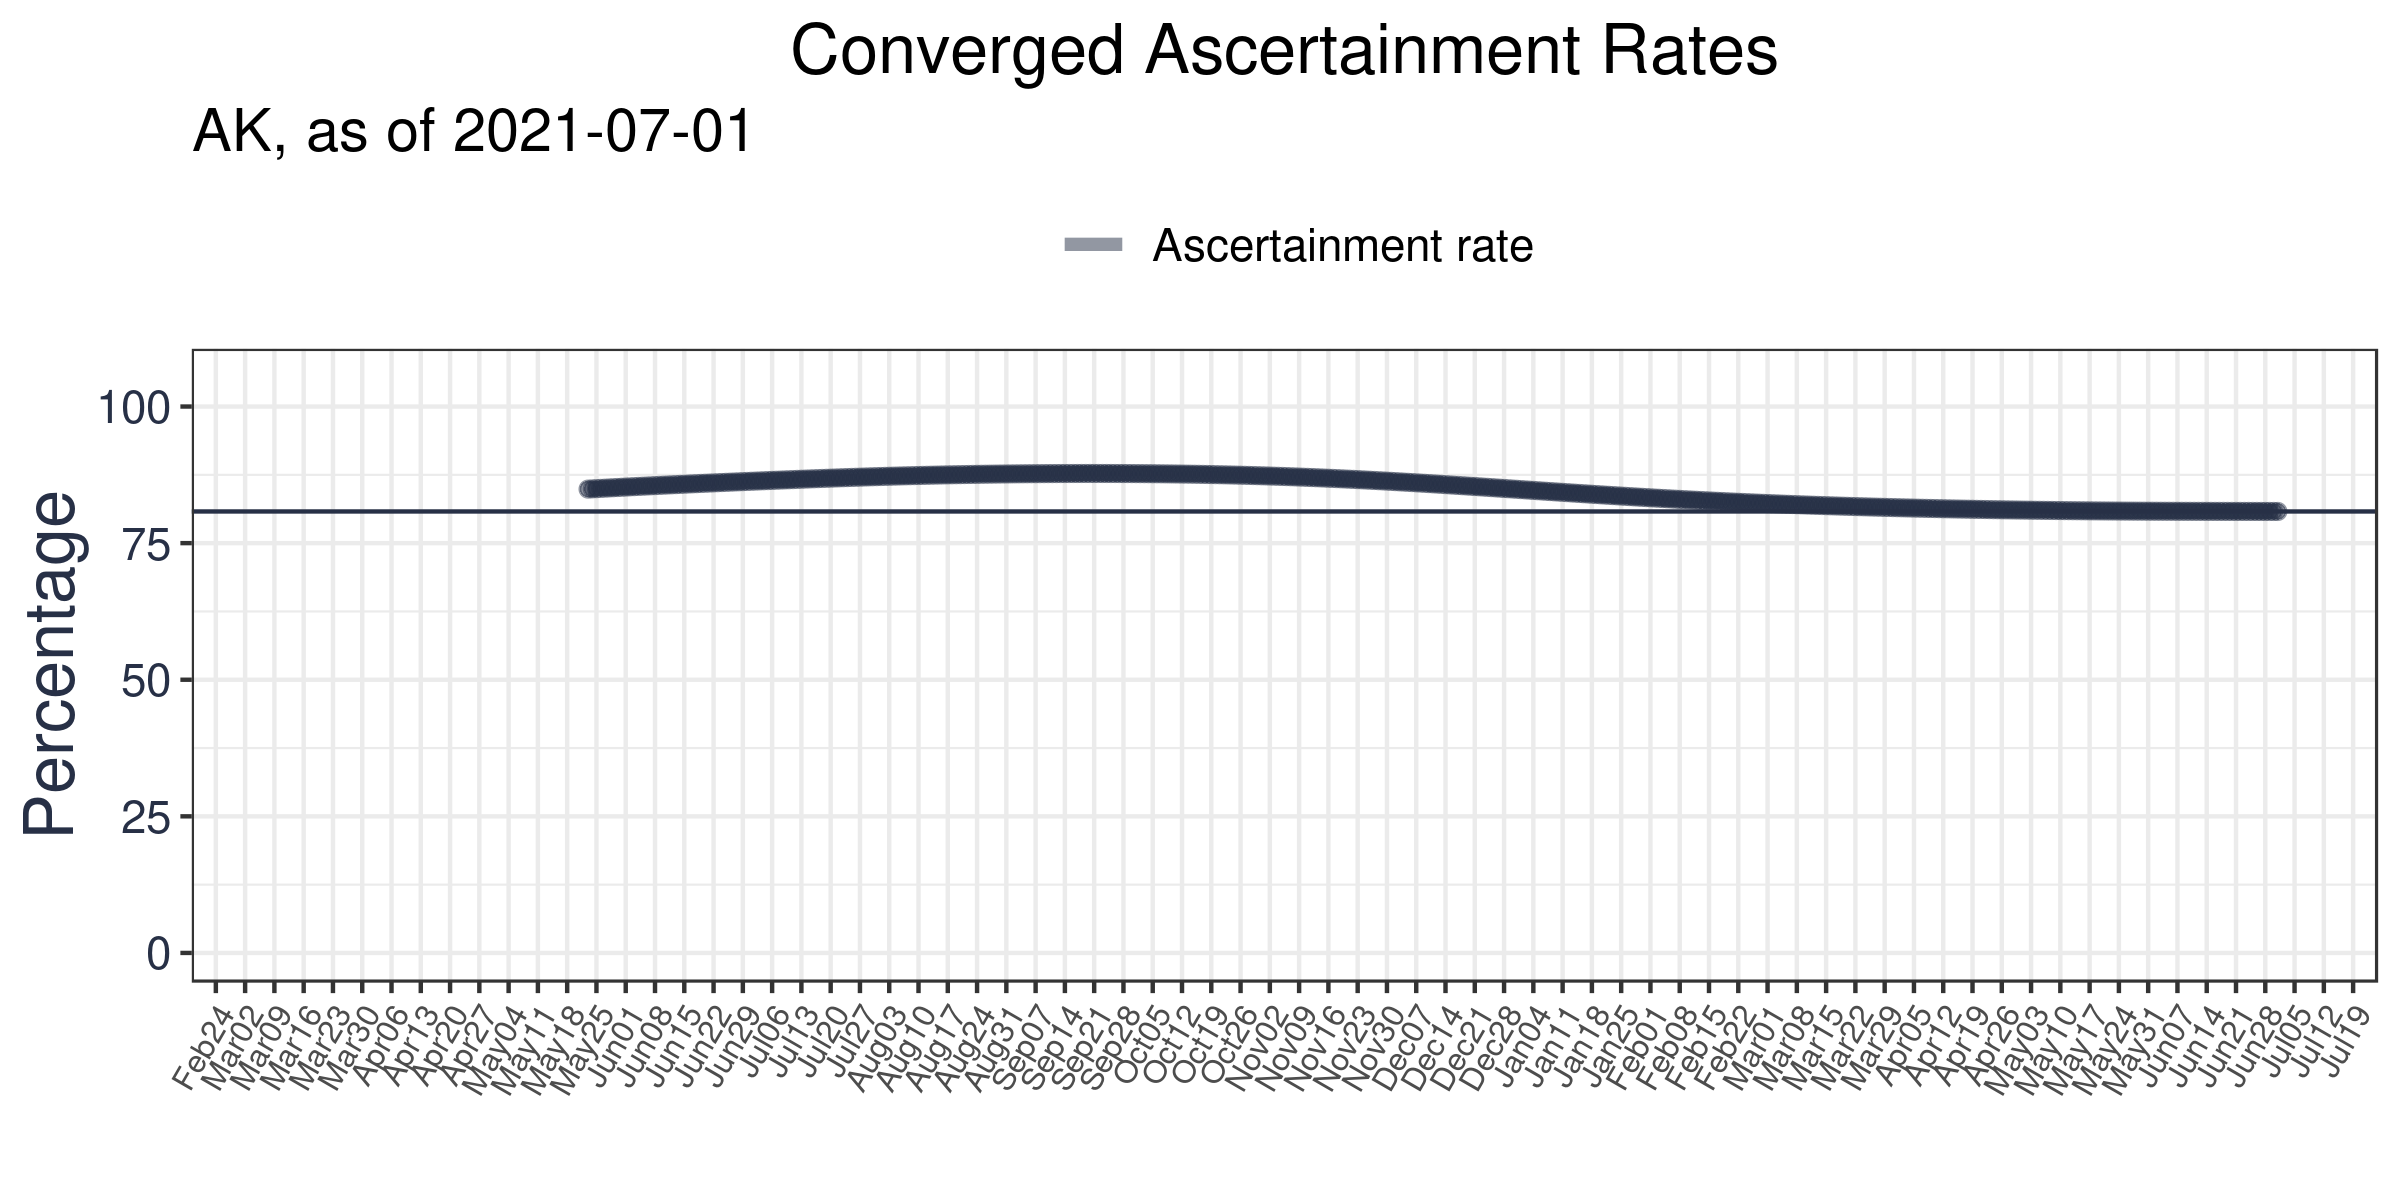 Converged Ascertainment Rates
AK, as of 2021-07-01
Ascertainment rate
Percentage
100
75
50
25
0
Feb24
Mar02
Mar09
Mar16
Mar23
Mar30
Apr06
Apr13
Apr20
Apr27
May04
May11
May18
May25
Jun01
Jun08
Jun15
Jun22
Jun29
Jul06
Jul13
Jul20
Jul27
Aug03
Aug10
Aug17
Aug24
Aug31
Sep07
Sep14
Sep21
Sep28
Oct05
Oct12
Oct19
Oct26
Nov02
Nov09
Nov16
Nov23
Nov30
Dec07
Dec14
Dec21
Dec28
Jan04
Jan11
Jan18
Jan25
Feb01
Feb08
Feb15
Feb22
Mar01
Mar08
Mar15
Mar22
Mar29
Apr05
Apr12
Apr19
Apr26
May03
May10
May17
May24
May31
Jun07
Jun14
Jun21
Jun28
Jul05
Jul12
Jul19